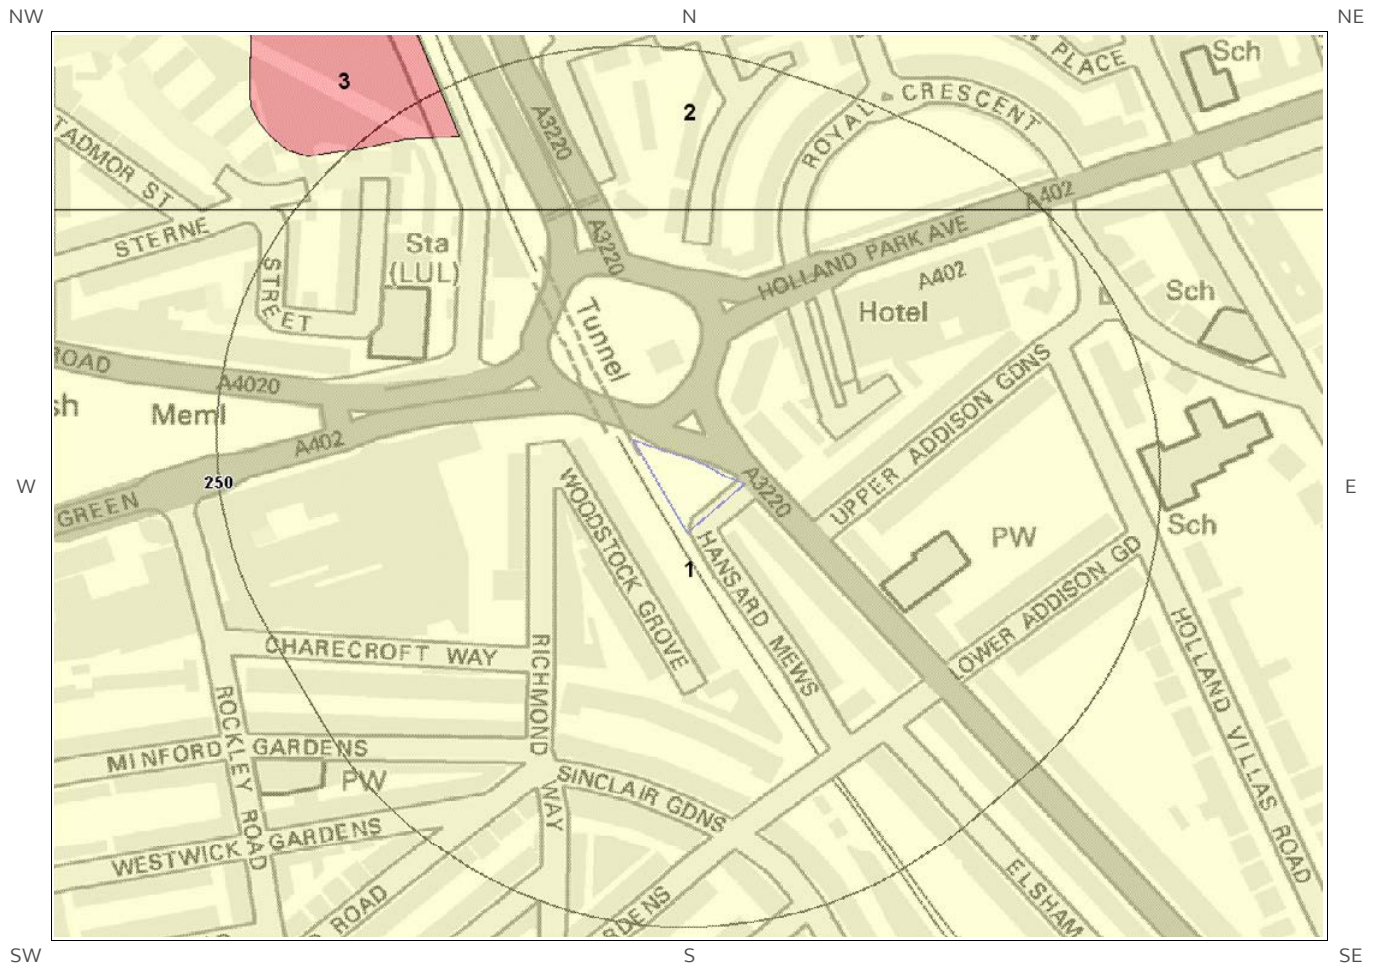 NW
N
NE
3
2
PLACE
Sch
A3220
ROYAL
CRESCENT
TADMOR ST
A402
STERNE
STREET
Sta
(LUL)
A3220
HOLLAND PARK AVE
A402
Hotel
Sch
Tunnel
ROAD
A4020
Meml
A402
UPPER ADDISON GDNS
W
250
GREEN
WOODSTOCK GROVE
A3220
E
PW
Sch
1
HANSARD MEWS
LOWER ADDISON GD
HOLLAND VILLAS ROAD
CHARECROFT WAY
RICHMOND
WAY
ROCKLEY ROAD
MINFORD GARDENS
PW
SINCLAIR GDNS
WESTWICK GARDENS
ROAD
RDENS
ELSHAM
SW
S
SE